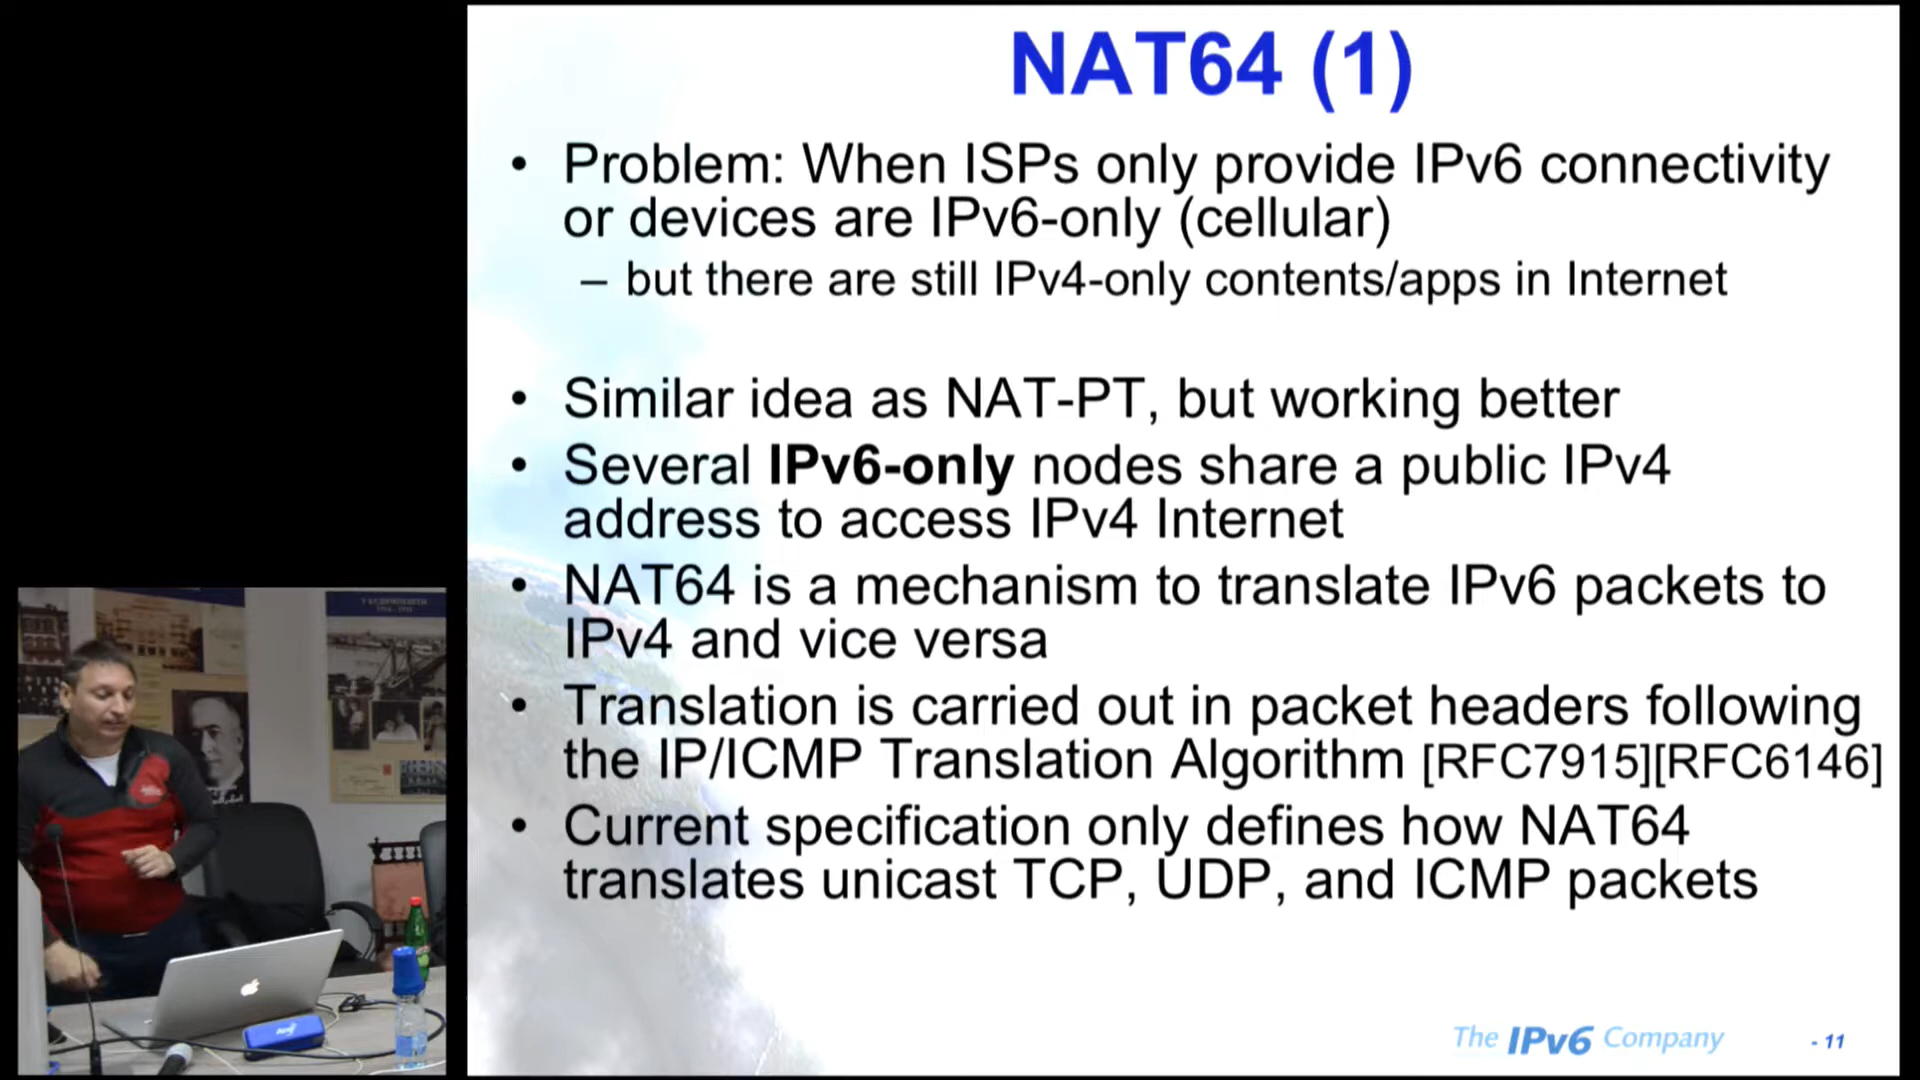 NAT64 (1)
• Problem: When ISPs only provide IPv6 connectivity
or devices are IPv6-only (cellular)
– but there are still IPv4-only contents/apps in Internet
• Similar idea as NAT-PT, but working better
• Several IPv6-only nodes share a public IPv4
address to access IPv4 Internet
• NAT64 is a mechanism to translate IPv6 packets to
IPv4 and vice versa
• Translation is carried out in packet headers following
the IP/ICMP Translation Algorithm [RFC7915][RFC6146]
• Current specification only defines how NAT64
translates unicast TCP, UDP, and ICMP packets
The IPv6 Company
- 11